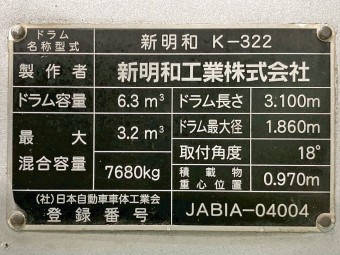 ドラム
名称型式 新明和 K-322
製作者 新明和工業株式会社
ドラム容量 6.3 m³ ドラム長さ 3.100m
最大
混合容量 3.2 m³ ドラム最大径 1.860m
7680kg 取付角度 18°
積載物
重心位置 0.970m
(社)日本自動車車体工業会
登録番号 JABIA-04004